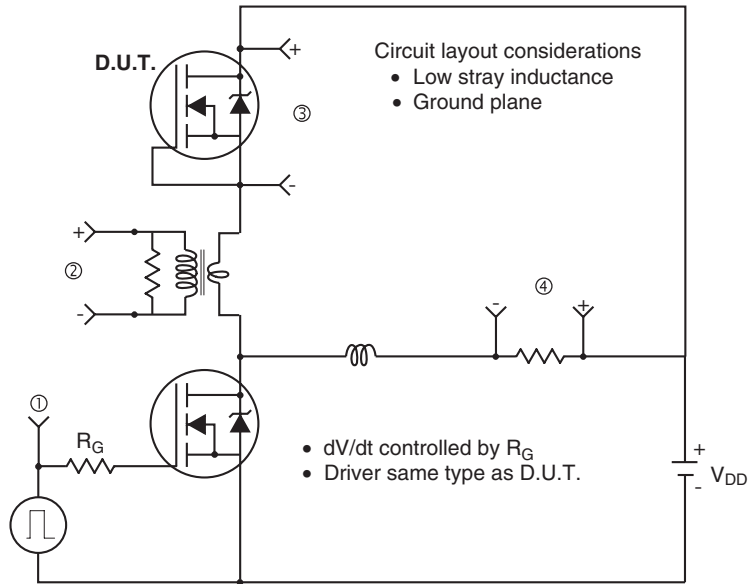 D.U.T.
+
Circuit layout considerations
• Low stray inductance
• Ground plane
③
-
+
②
-
④
- +
①
R_G
• dV/dt controlled by R_G
• Driver same type as D.U.T.
+
V_DD
-